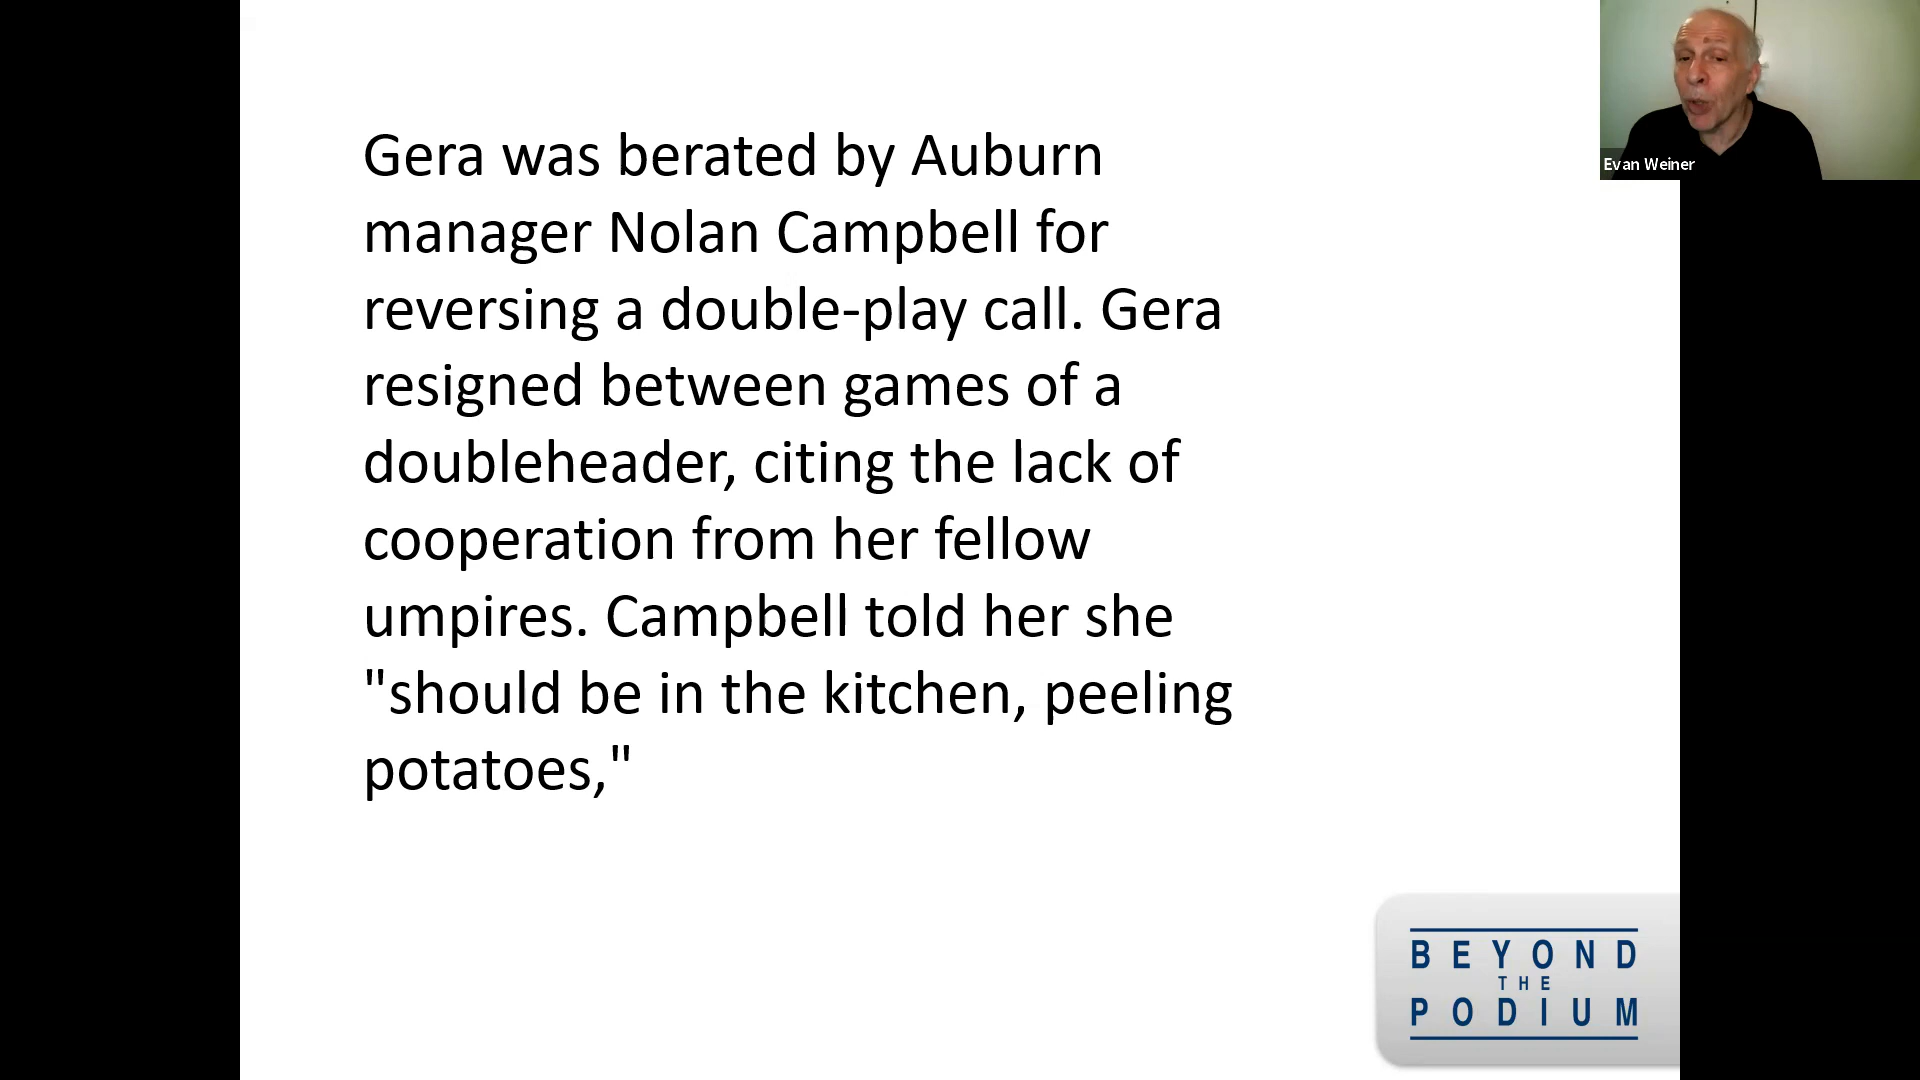 Gera was berated by Auburn
manager Nolan Campbell for
reversing a double-play call. Gera
resigned between games of a
doubleheader, citing the lack of
cooperation from her fellow
umpires. Campbell told her she
"should be in the kitchen, peeling
potatoes,"
Evan Weiner
BEYOND
THE
PODIUM